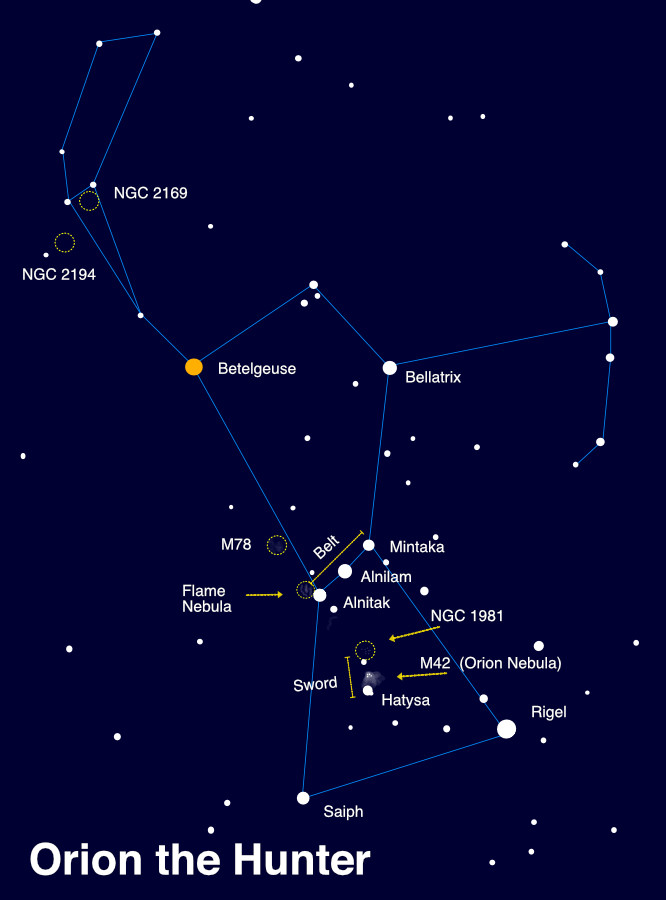 NGC 2169
NGC 2194
Betelgeuse
Bellatrix
M78
Belt
Mintaka
Alnilam
Flame
Nebula
Alnitak
NGC 1981
M42 (Orion Nebula)
Sword
Hatysa
Rigel
Saiph
Orion the Hunter